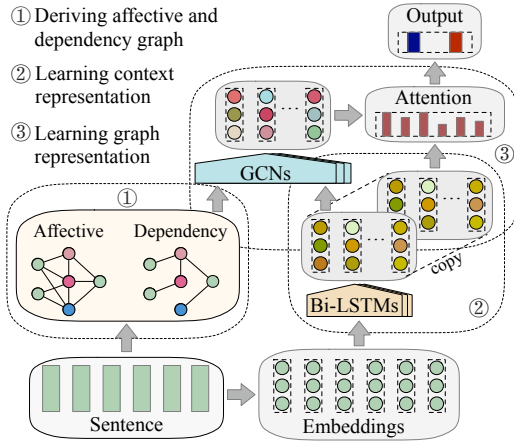 ① Deriving affective and
dependency graph
② Learning context
representation
③ Learning graph
representation
Output
Attention
③
GCNs
①
Affective
Dependency
copy
Bi-LSTMs
②
Sentence
Embeddings